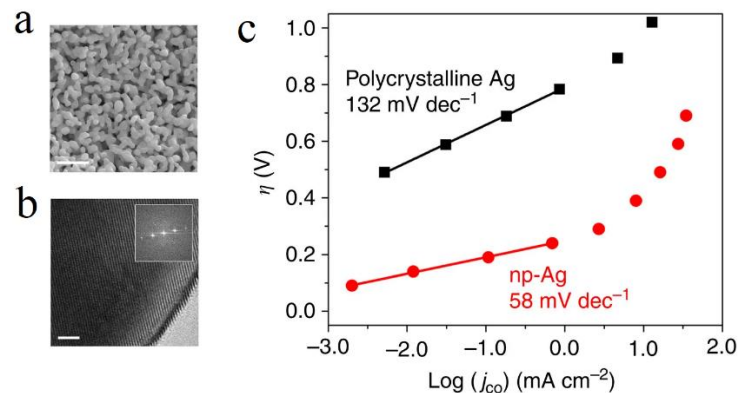 a
b
c
Polycrystalline Ag
132 mV dec⁻¹
np-Ag
58 mV dec⁻¹
η (V)
1.0
0.8
0.6
0.4
0.2
0.0
−3.0 −2.0 −1.0 0.0 1.0 2.0
Log (j_co) (mA cm⁻²)